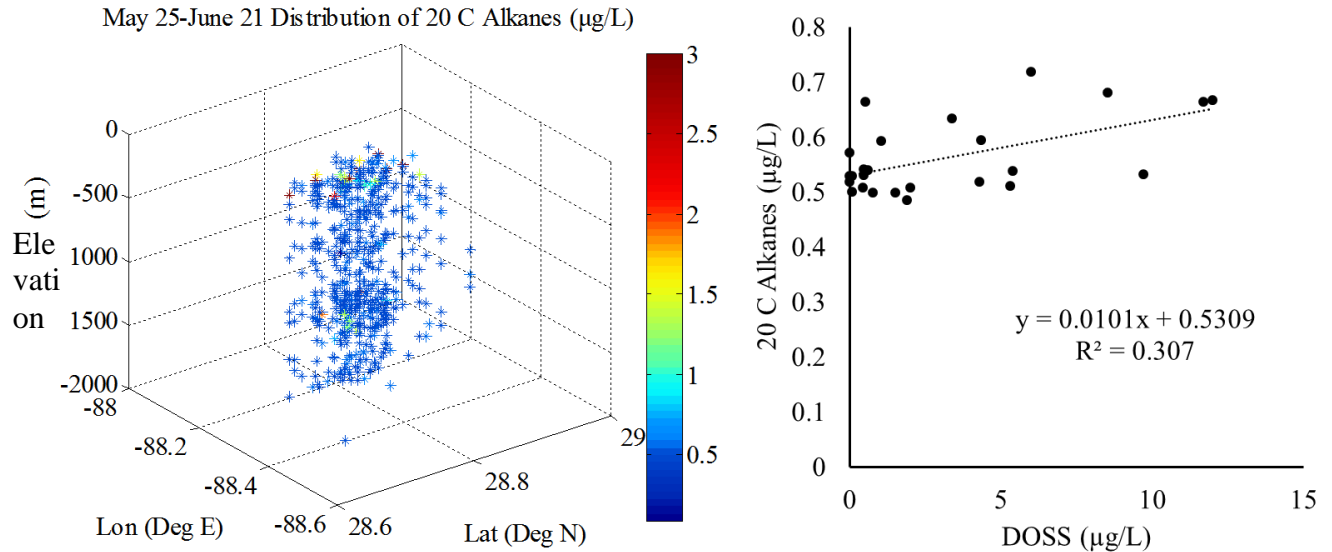 May 25-June 21 Distribution of 20 C Alkanes (µg/L)
0
-500
1000
1500
-2000
Ele
vati
on
(m)
-88
-88.2
-88.4
-88.6
Lon (Deg E)
28.6
28.8
29
Lat (Deg N)
3
2.5
2
1.5
1
0.5
0.8
0.7
0.6
0.5
0.4
0.3
0.2
0.1
0
20 C Alkanes (µg/L)
y = 0.0101x + 0.5309
R² = 0.307
0
5
10
15
DOSS (µg/L)